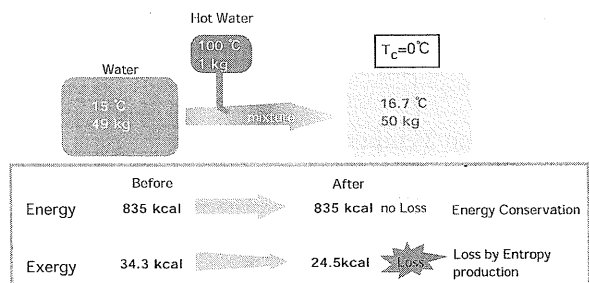 Hot Water
100 ℃
1 kg
Tc=0℃
Water
15 ℃
49 kg
mixture
16.7 ℃
50 kg
Before
After
Energy
835 kcal
835 kcal no Loss
Energy Conservation
Exergy
34.3 kcal
24.5kcal
Loss
Loss by Entropy
production